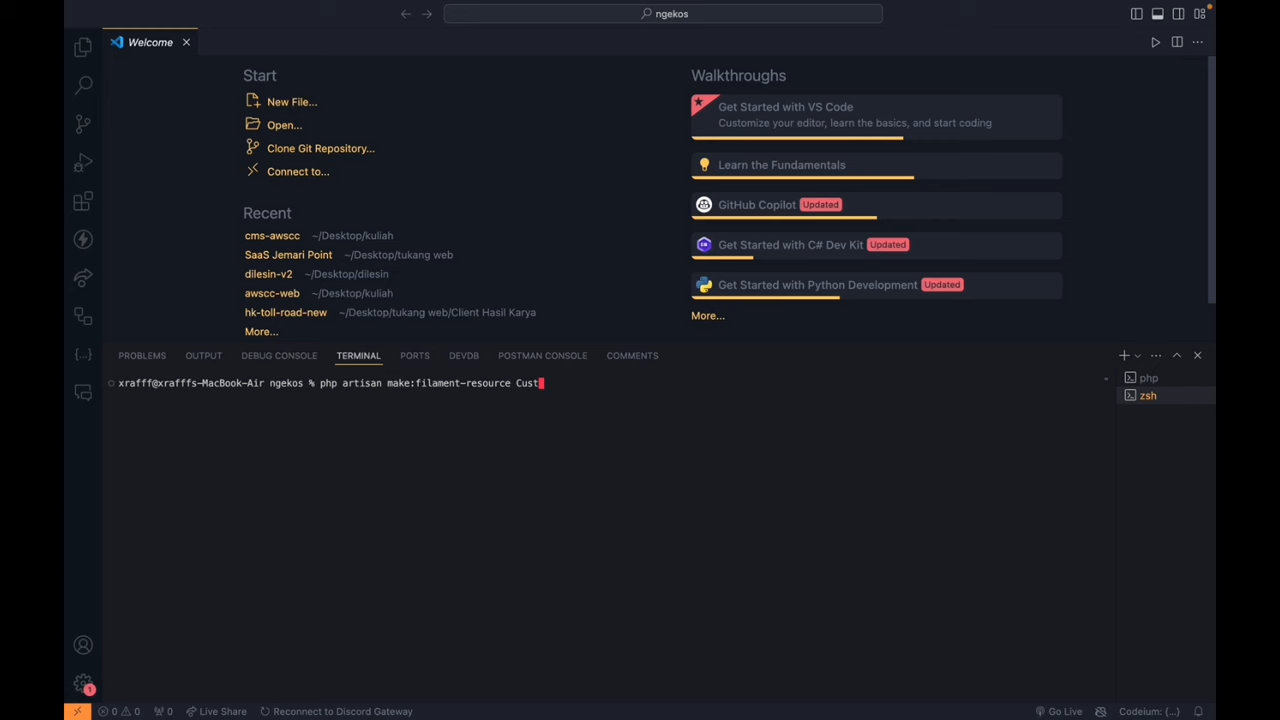 ngekos
Welcome
Start
New File...
Open...
Clone Git Repository...
Connect to...
Recent
cms-awscc ~/Desktop/kuliah
SaaS Jemari Point ~/Desktop/tukang web
dilesin-v2 ~/Desktop/dilesin
awscc-web ~/Desktop/kuliah
hk-toll-road-new ~/Desktop/tukang web/Client Hasil Karya
More...
Walkthroughs
Get Started with VS Code
Customize your editor, learn the basics, and start coding
Learn the Fundamentals
GitHub Copilot Updated
Get Started with C# Dev Kit Updated
Get Started with Python Development Updated
More...
PROBLEMS OUTPUT DEBUG CONSOLE TERMINAL PORTS DEVDB POSTMAN CONSOLE COMMENTS
xrafff@xrafffs-MacBook-Air ngekos % php artisan make:filament-resource Cust
php
zsh
1
0 0 0 Live Share Reconnect to Discord Gateway Go Live Codeium: {...}